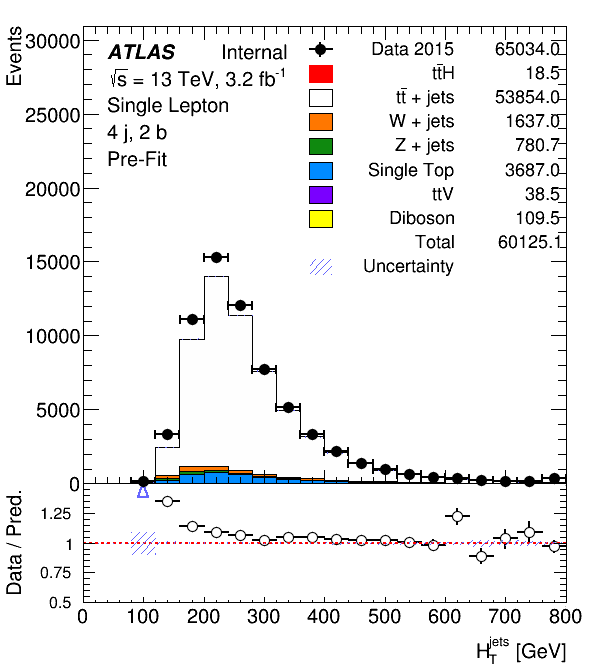 Events
30000
25000
20000
15000
10000
5000
0
ATLAS Internal
√s = 13 TeV, 3.2 fb-1
Single Lepton
4 j, 2 b
Pre-Fit
Data 2015 65034.0
tt̄H 18.5
tt̄ + jets 53854.0
W + jets 1637.0
Z + jets 780.7
Single Top 3687.0
ttV 38.5
Diboson 109.5
Total 60125.1
Uncertainty
Data / Pred.
1.25
1
0.75
0.5
0 100 200 300 400 500 600 700 800
H_T^jets [GeV]